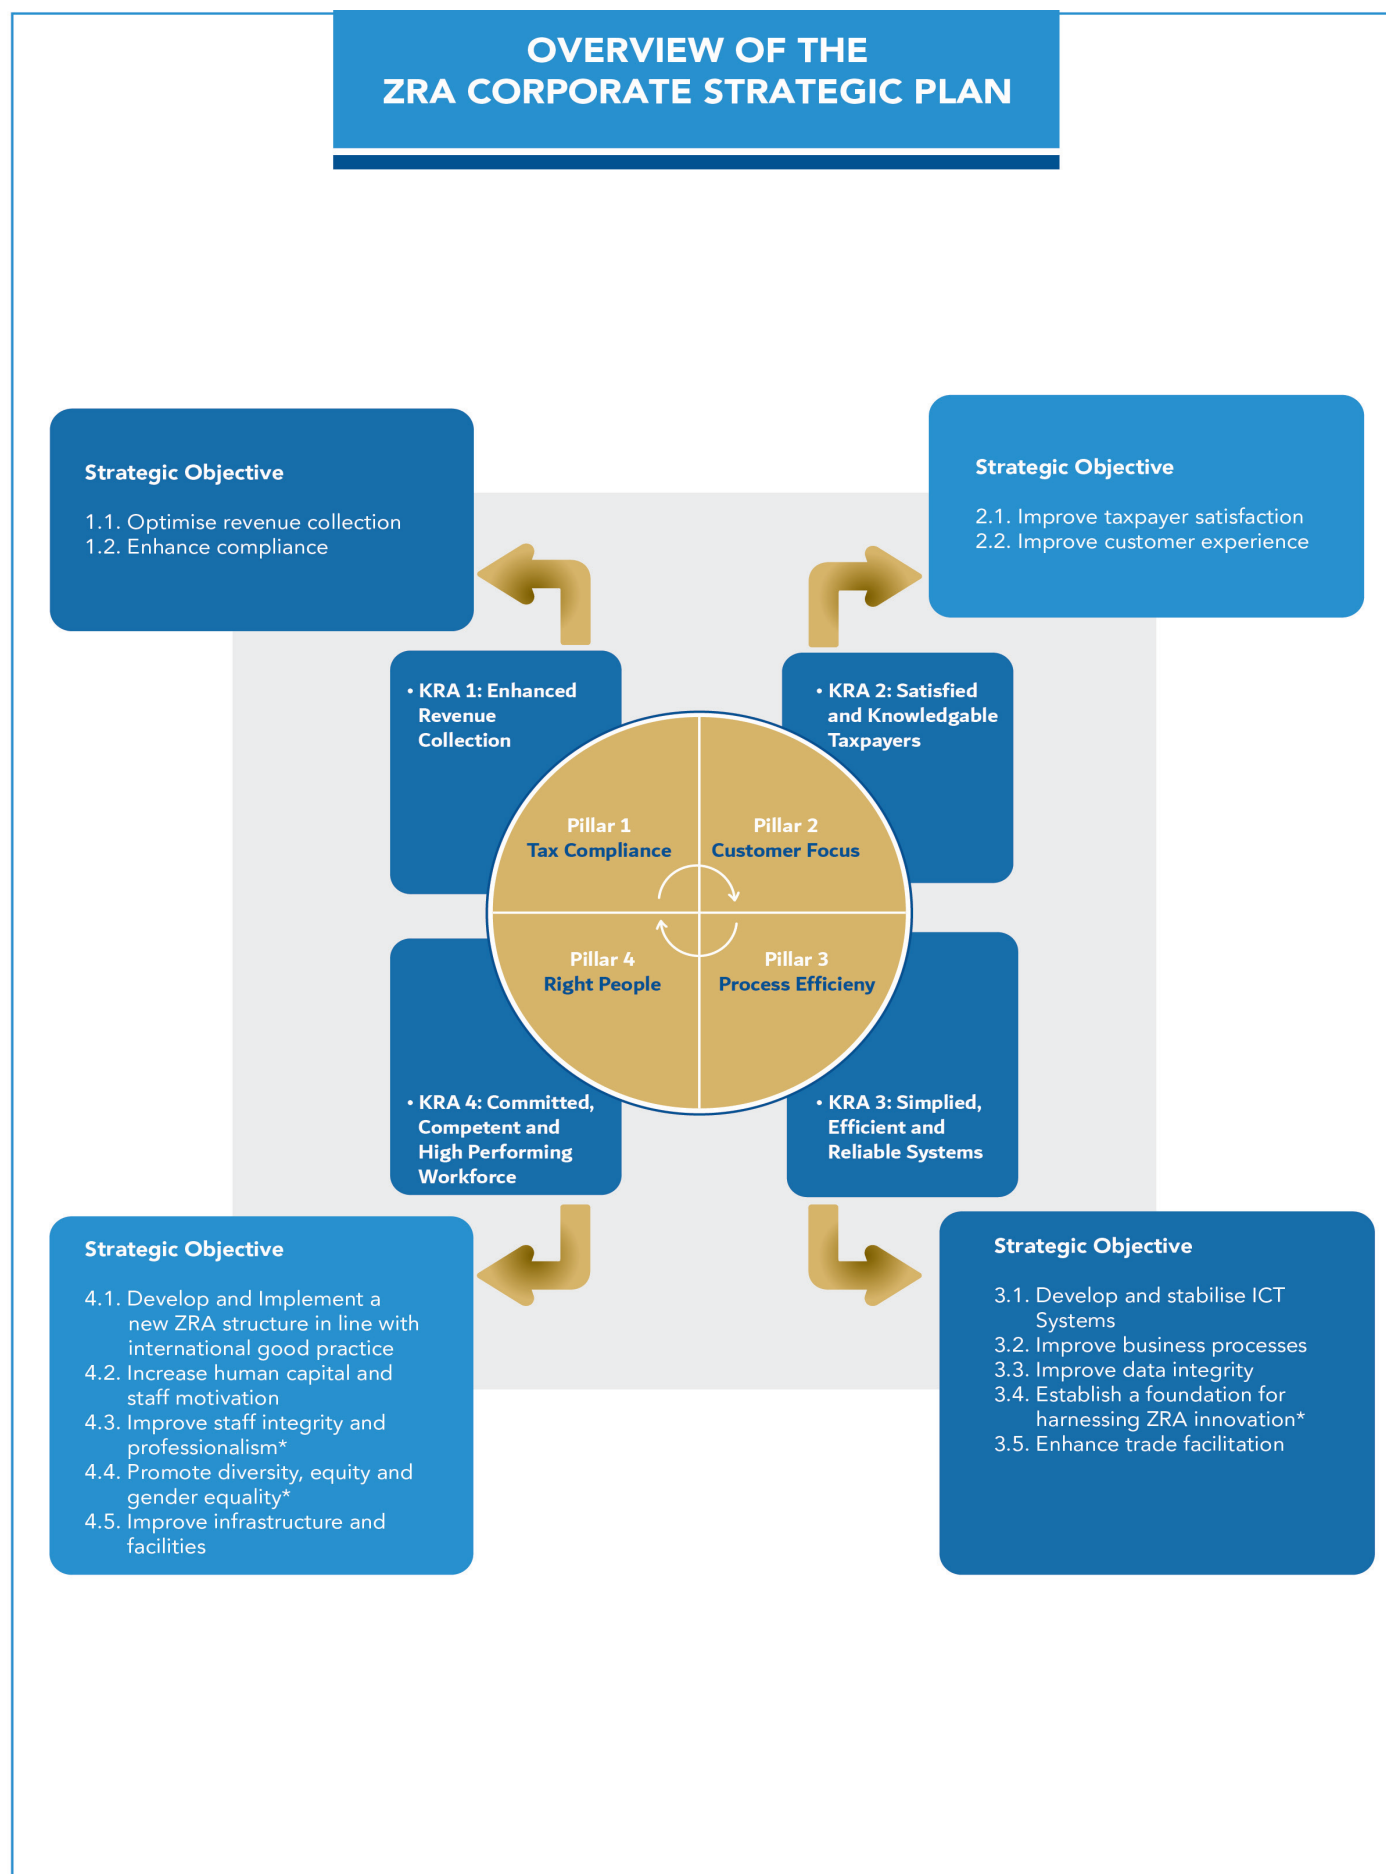 OVERVIEW OF THE
ZRA CORPORATE STRATEGIC PLAN
Strategic Objective
1.1. Optimise revenue collection
1.2. Enhance compliance
Strategic Objective
2.1. Improve taxpayer satisfaction
2.2. Improve customer experience
• KRA 1: Enhanced
Revenue
Collection
• KRA 2: Satisfied
and Knowledgable
Taxpayers
Pillar 1
Tax Compliance
Pillar 2
Customer Focus
Pillar 4
Right People
Pillar 3
Process Efficieny
• KRA 4: Committed,
Competent and
High Performing
Workforce
• KRA 3: Simplied,
Efficient and
Reliable Systems
Strategic Objective
4.1. Develop and Implement a
new ZRA structure in line with
international good practice
4.2. Increase human capital and
staff motivation
4.3. Improve staff integrity and
professionalism*
4.4. Promote diversity, equity and
gender equality*
4.5. Improve infrastructure and
facilities
Strategic Objective
3.1. Develop and stabilise ICT
Systems
3.2. Improve business processes
3.3. Improve data integrity
3.4. Establish a foundation for
harnessing ZRA innovation*
3.5. Enhance trade facilitation